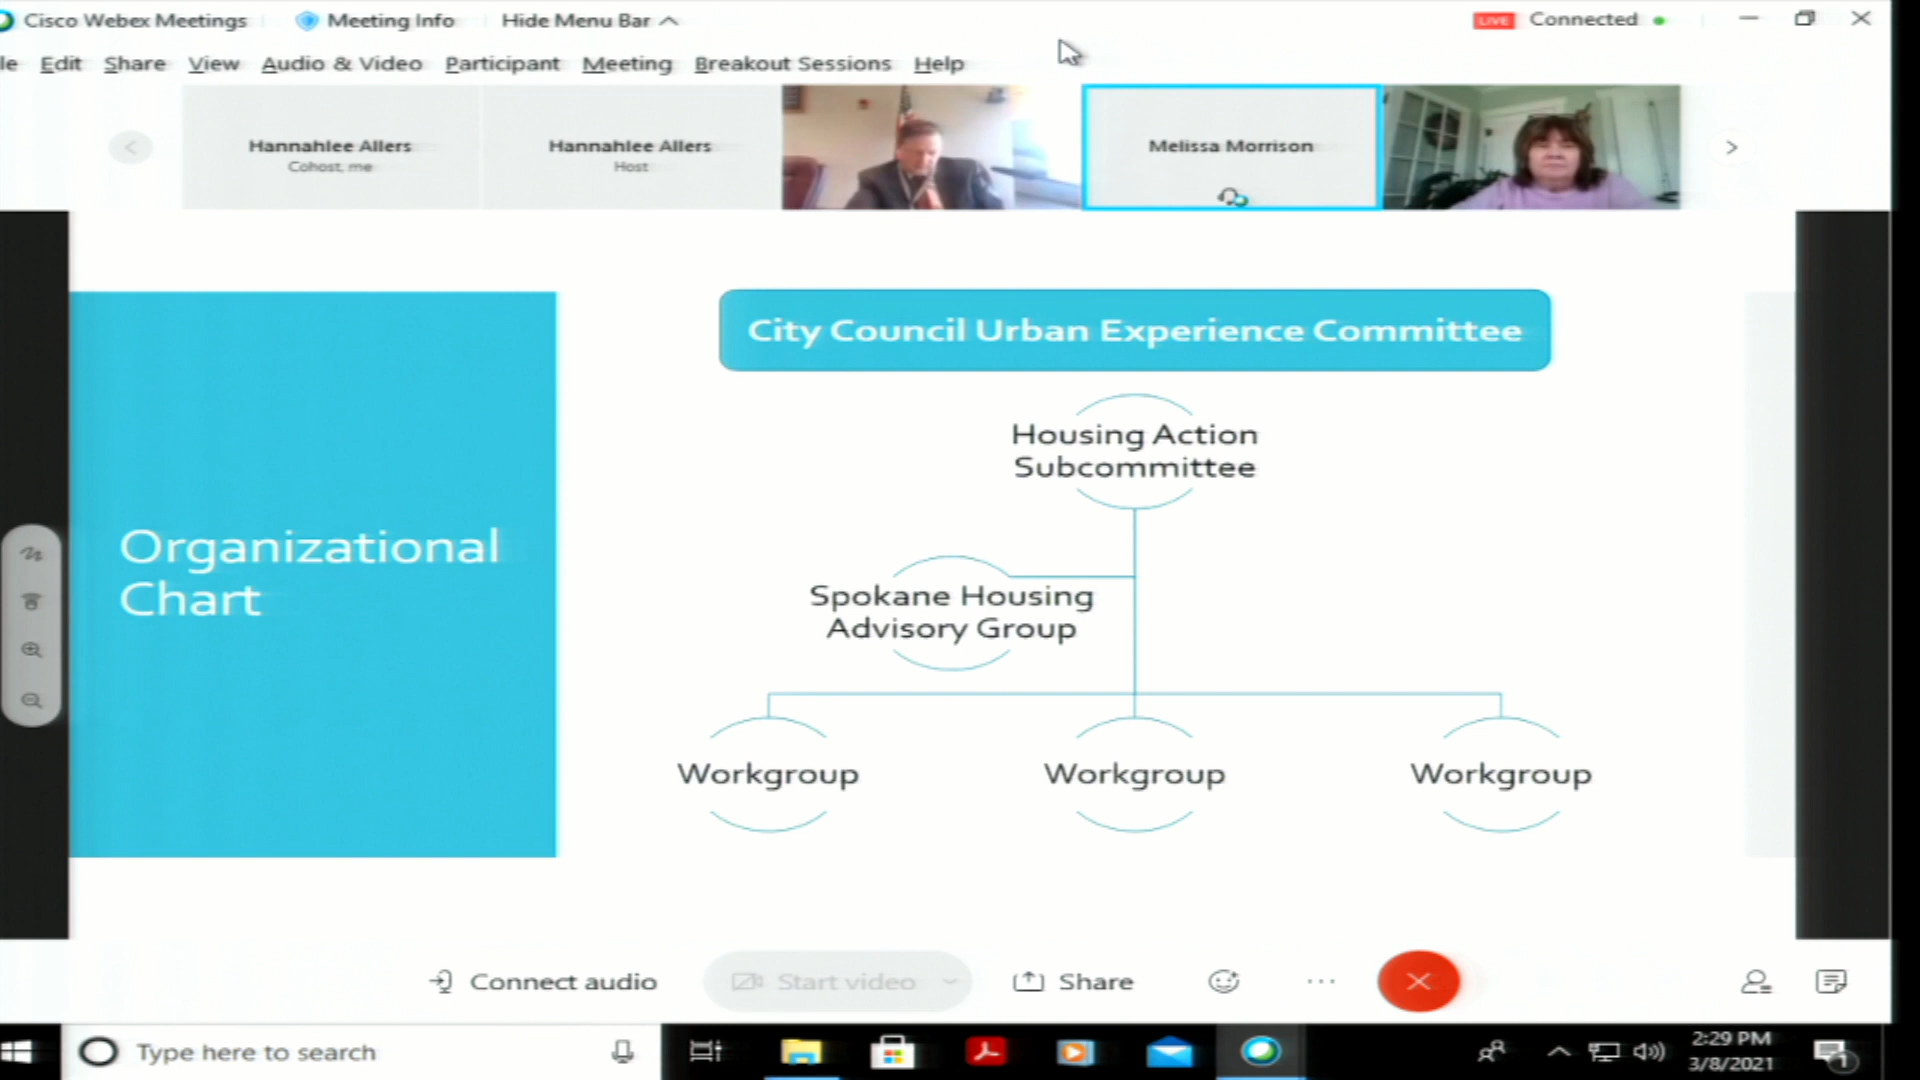 Cisco Webex Meetings
Meeting Info
Hide Menu Bar
LIVE
Connected
le Edit Share View Audio & Video Participant Meeting Breakout Sessions Help
Hannahlee Allers
Cohost, me
Hannahlee Allers
Host
Melissa Morrison
City Council Urban Experience Committee
Housing Action
Subcommittee
Organizational
Chart
Spokane Housing
Advisory Group
Workgroup
Workgroup
Workgroup
Connect audio
Start video
Share
Type here to search
2:29 PM
3/8/2021
1